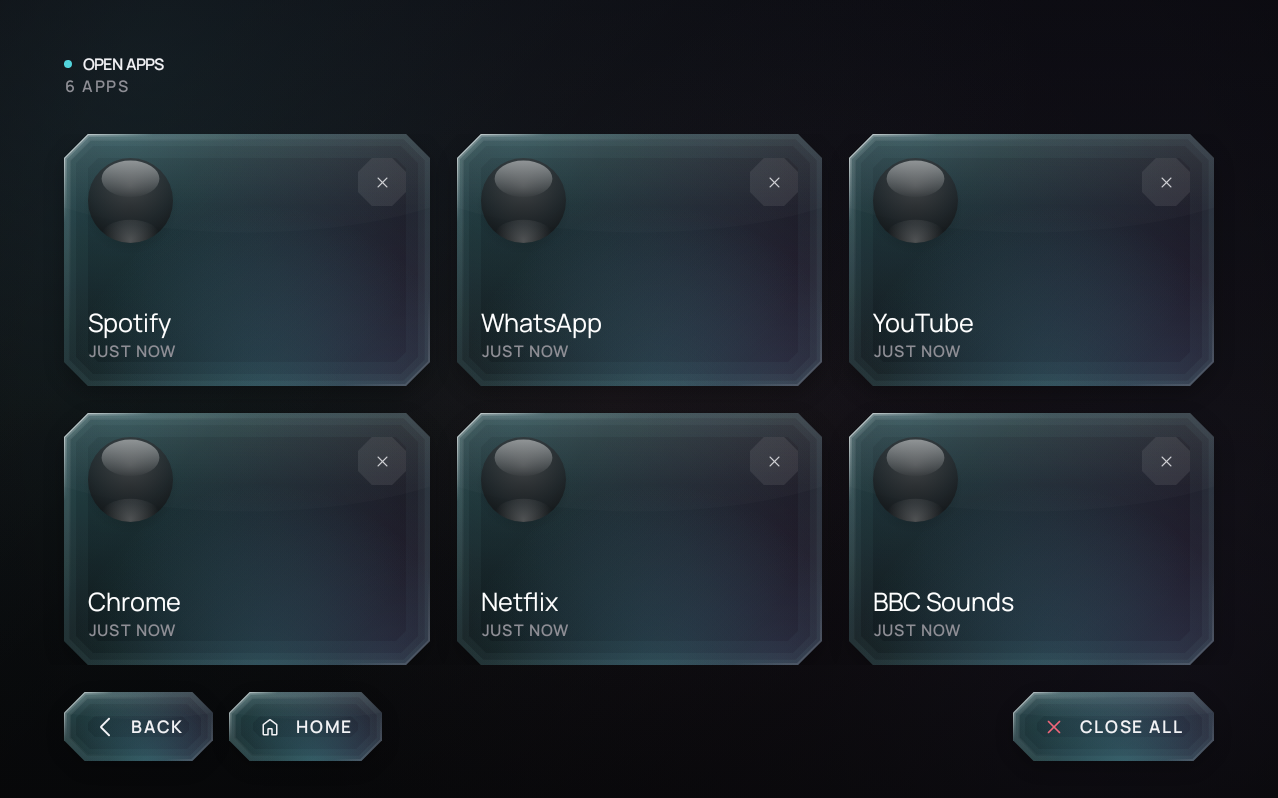 OPEN APPS
6 APPS
Spotify
JUST NOW
WhatsApp
JUST NOW
YouTube
JUST NOW
Chrome
JUST NOW
Netflix
JUST NOW
BBC Sounds
JUST NOW
BACK
HOME
CLOSE ALL